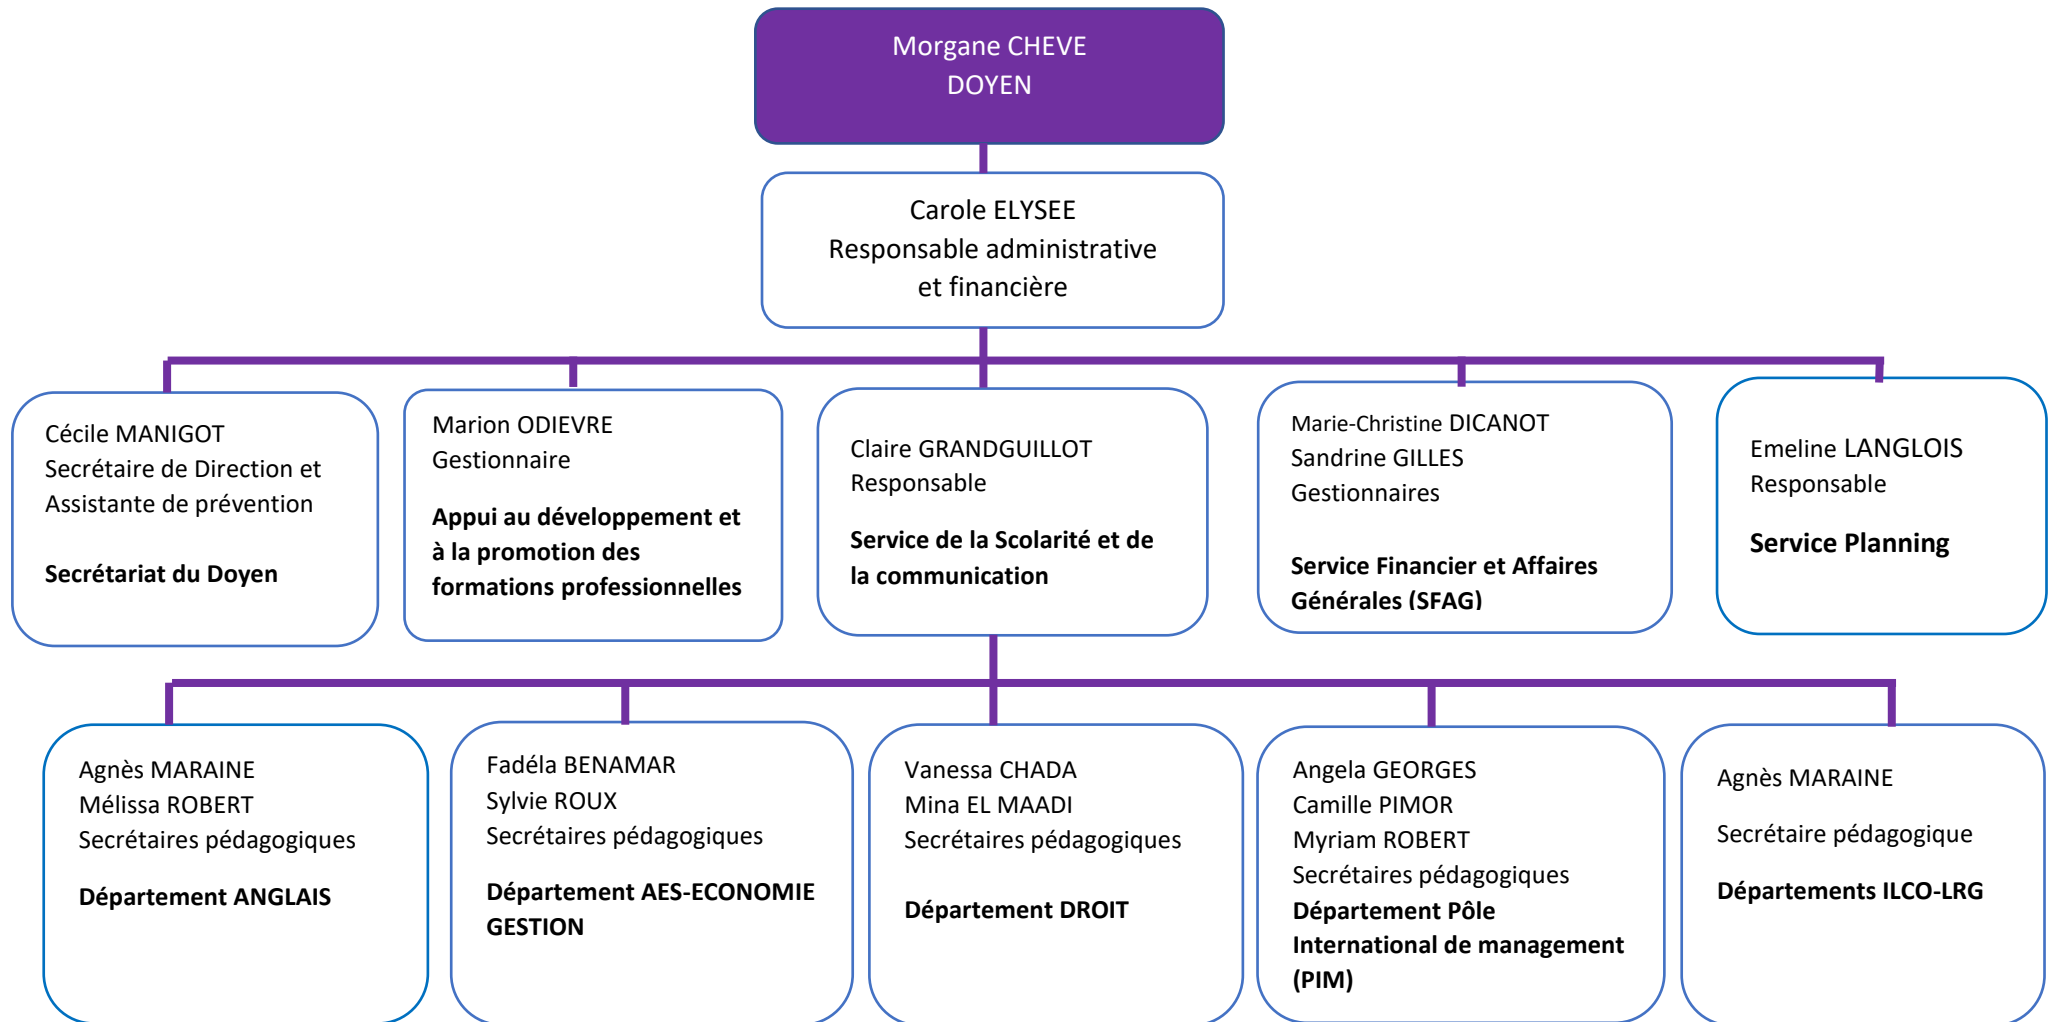 Morgane CHEVE
DOYEN
Carole ELYSEE
Responsable administrative
et financière
Cécile MANIGOT
Secrétaire de Direction et
Assistante de prévention
Secrétariat du Doyen
Marion ODIEVRE
Gestionnaire
Appui au développement et
à la promotion des
formations professionnelles
Claire GRANDGUILLOT
Responsable
Service de la Scolarité et de
la communication
Marie-Christine DICANOT
Sandrine GILLES
Gestionnaires
Service Financier et Affaires
Générales (SFAG)
Emeline LANGLOIS
Responsable
Service Planning
Agnès MARAINE
Mélissa ROBERT
Secrétaires pédagogiques
Département ANGLAIS
Fadéla BENAMAR
Sylvie ROUX
Secrétaires pédagogiques
Département AES-ECONOMIE
GESTION
Vanessa CHADA
Mina EL MAADI
Secrétaires pédagogiques
Département DROIT
Angela GEORGES
Camille PIMOR
Myriam ROBERT
Secrétaires pédagogiques
Département Pôle
International de management
(PIM)
Agnès MARAINE
Secrétaire pédagogique
Départements ILCO-LRG